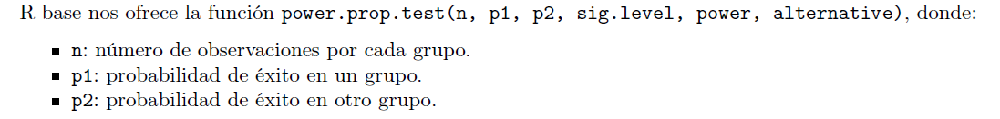 R base nos ofrece la función power.prop.test(n, p1, p2, sig.level, power, alternative), donde:
▪ n: número de observaciones por cada grupo.
▪ p1: probabilidad de éxito en un grupo.
▪ p2: probabilidad de éxito en otro grupo.